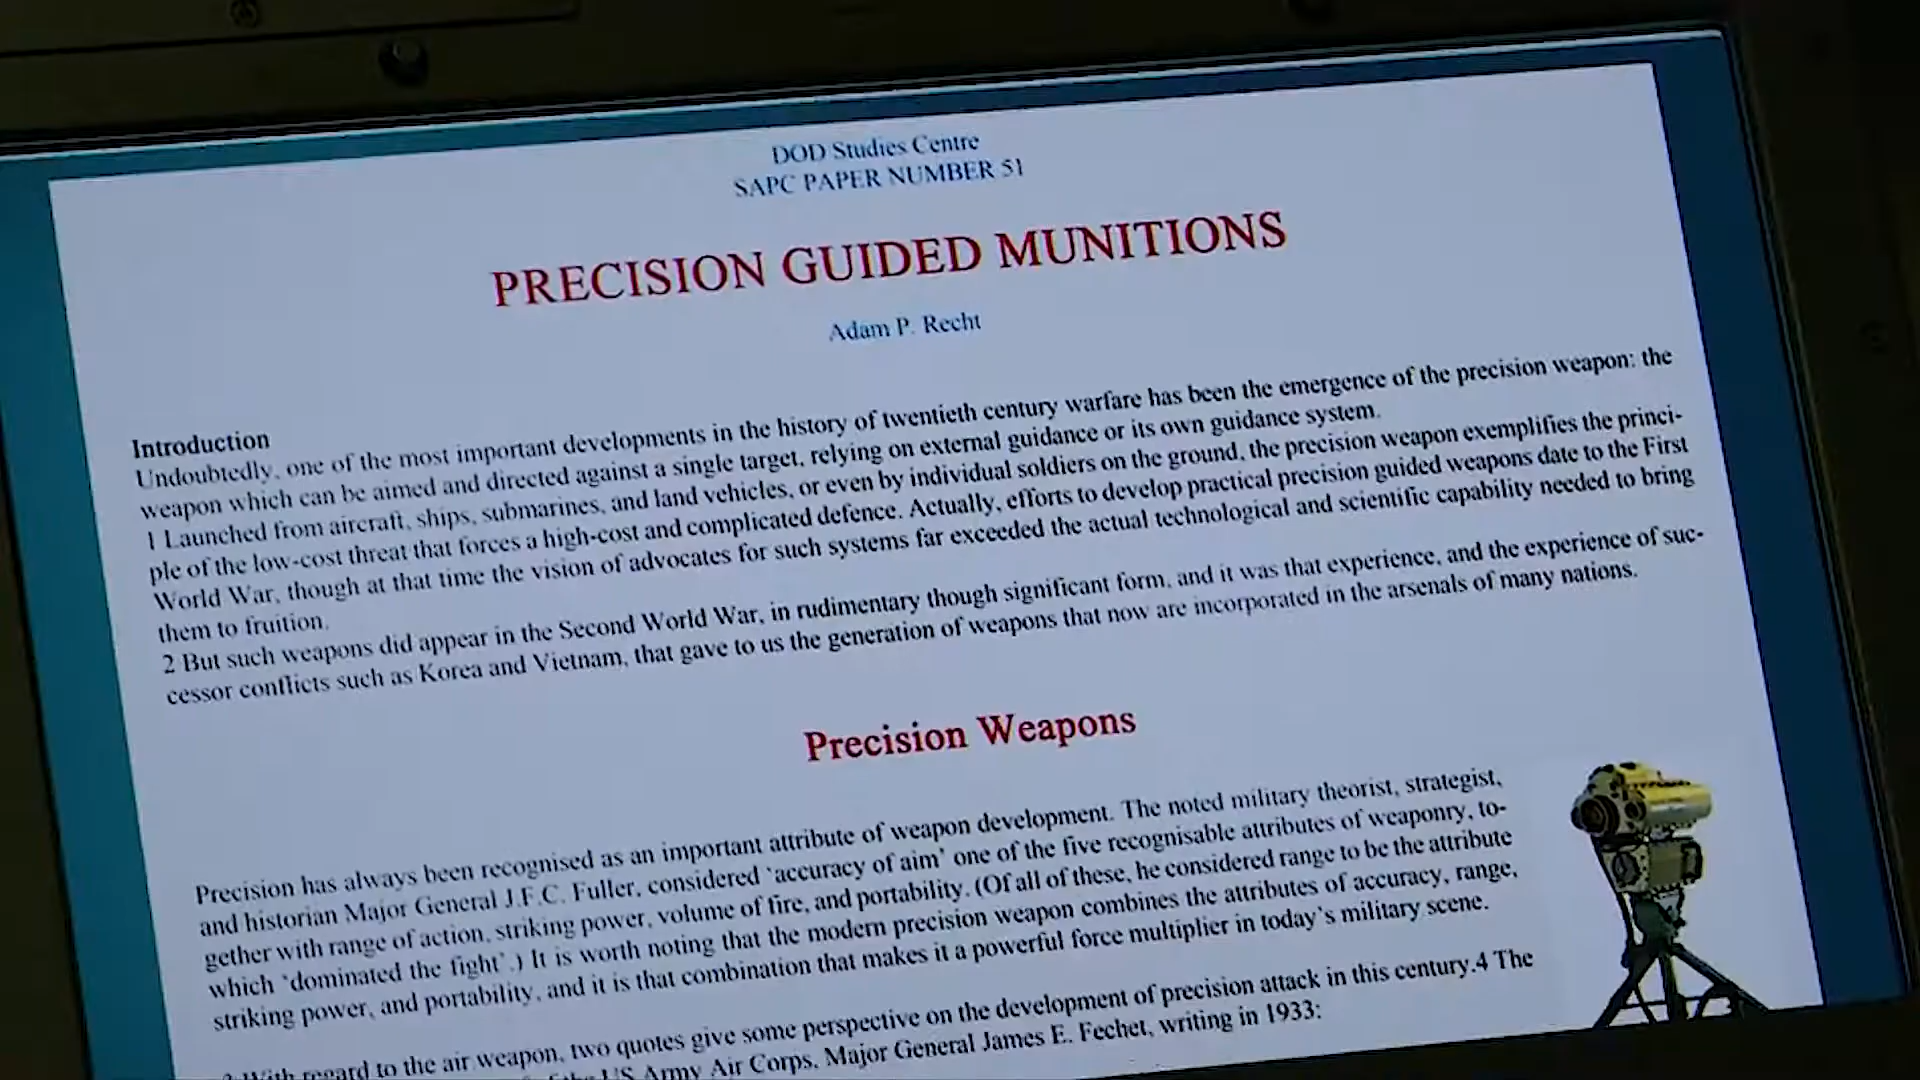 DOD Studies Centre
SAPC PAPER NUMBER 51
PRECISION GUIDED MUNITIONS
Adam P. Recht
Introduction
Undoubtedly, one of the most important developments in the history of twentieth century warfare has been the emergence of the precision weapon: the
weapon which can be aimed and directed against a single target, relying on external guidance or its own guidance system.
1 Launched from aircraft, ships, submarines, and land vehicles, or even by individual soldiers on the ground, the precision weapon exemplifies the princi-
ple of the low-cost threat that forces a high-cost and complicated defence. Actually, efforts to develop practical precision guided weapons date to the First
World War, though at that time the vision of advocates for such systems far exceeded the actual technological and scientific capability needed to bring
them to fruition.
2 But such weapons did appear in the Second World War, in rudimentary though significant form, and it was that experience, and the experience of suc-
cessor conflicts such as Korea and Vietnam, that gave to us the generation of weapons that now are incorporated in the arsenals of many nations.
Precision Weapons
Precision has always been recognised as an important attribute of weapon development. The noted military theorist, strategist,
and historian Major General J.F.C. Fuller, considered 'accuracy of aim' one of the five recognisable attributes of weaponry, to-
gether with range of action, striking power, volume of fire, and portability. (Of all of these, he considered range to be the attribute
which 'dominated the fight'.) It is worth noting that the modern precision weapon combines the attributes of accuracy, range,
striking power, and portability, and it is that combination that makes it a powerful force multiplier in today's military scene.
With regard to the air weapon, two quotes give some perspective on the development of precision attack in this century.4 The
of the US Army Air Corps, Major General James E. Fechet, writing in 1933: